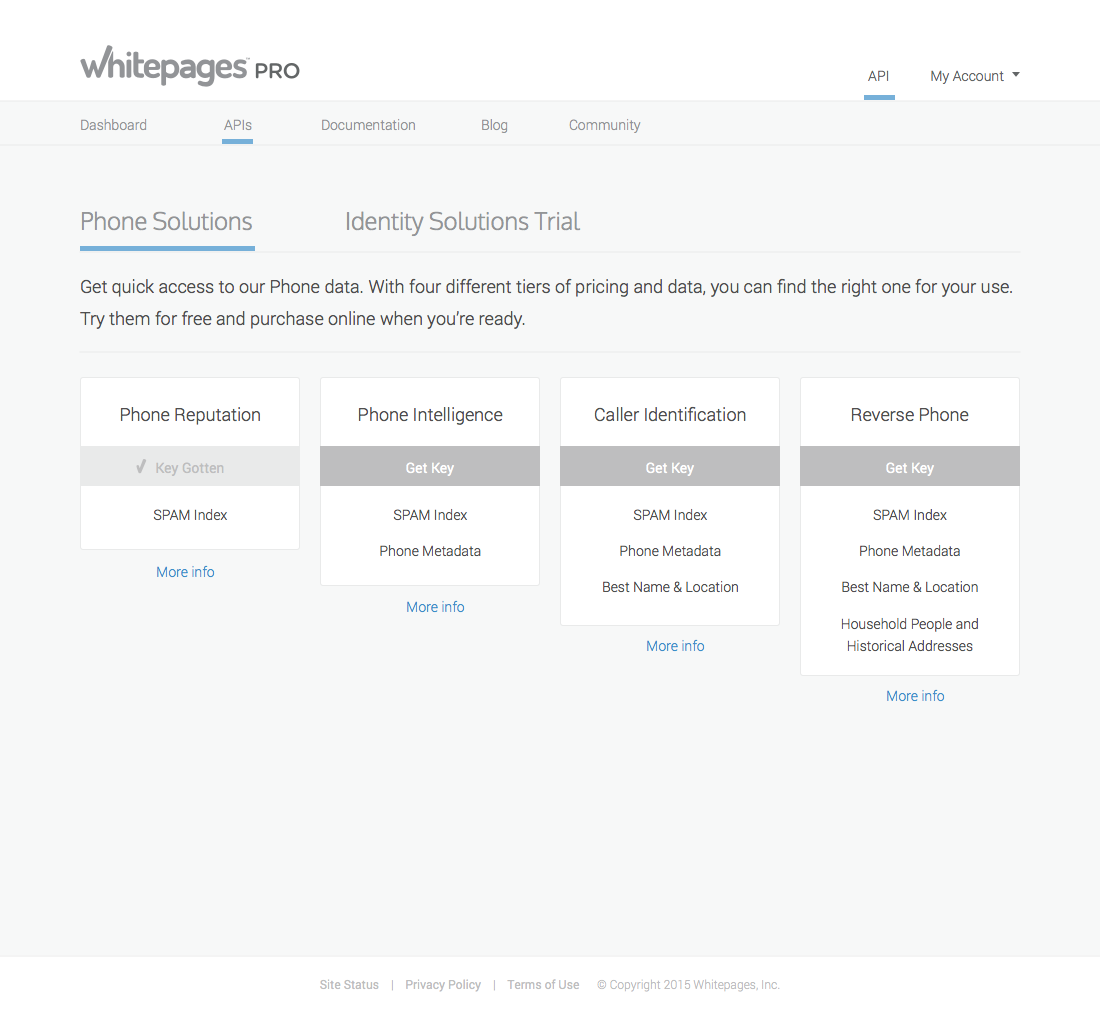 whitepages PRO
API
My Account
Dashboard
APIs
Documentation
Blog
Community
Phone Solutions
Identity Solutions Trial
Get quick access to our Phone data. With four different tiers of pricing and data, you can find the right one for your use.
Try them for free and purchase online when you’re ready.
Phone Reputation
Key Gotten
SPAM Index
More info
Phone Intelligence
Get Key
SPAM Index
Phone Metadata
More info
Caller Identification
Get Key
SPAM Index
Phone Metadata
Best Name & Location
More info
Reverse Phone
Get Key
SPAM Index
Phone Metadata
Best Name & Location
Household People and
Historical Addresses
More info
Site Status | Privacy Policy | Terms of Use © Copyright 2015 Whitepages, Inc.